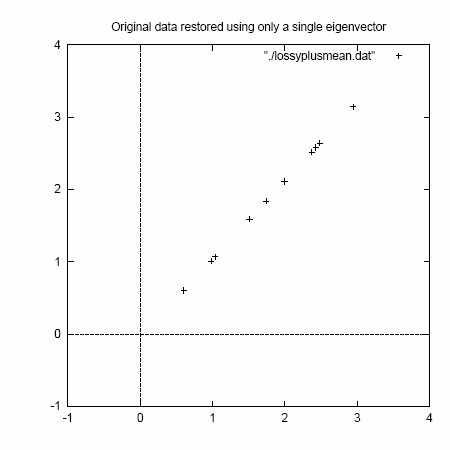 Original data restored using only a single eigenvector
"./lossyplusmean.dat"
4
3
2
1
0
-1
-1 0 1 2 3 4